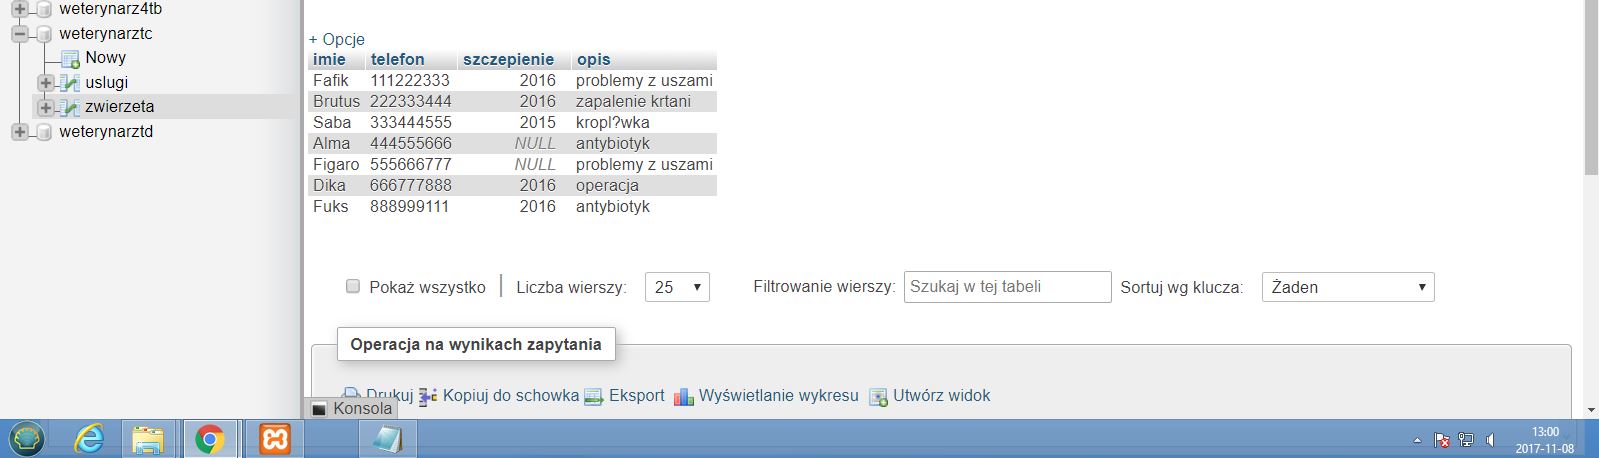 weterynarz4tb
weterynarztc
Nowy
uslugi
zwierzeta
weterynarztd
+ Opcje
imie telefon szczepienie opis
Fafik 111222333 2016 problemy z uszami
Brutus 222333444 2016 zapalenie krtani
Saba 333444555 2015 kropl?wka
Alma 444555666 NULL antybiotyk
Figaro 555666777 NULL problemy z uszami
Dika 666777888 2016 operacja
Fuks 888999111 2016 antybiotyk
Pokaż wszystko Liczba wierszy: 25 Filtrowanie wierszy: Szukaj w tej tabeli Sortuj wg klucza: Żaden
Operacja na wynikach zapytania
Drukuj Kopiuj do schowka Eksport Wyświetlanie wykresu Utwórz widok
Konsola
13:00
2017-11-08